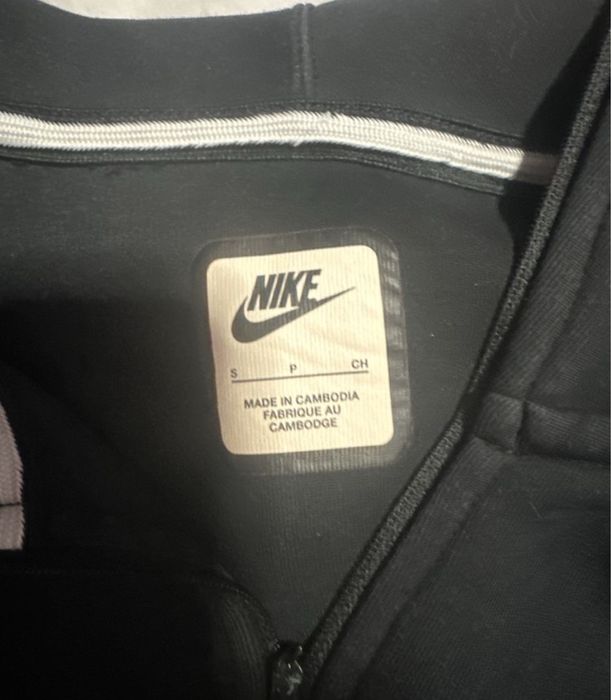 NIKE
S P CH
MADE IN CAMBODIA
FABRIQUE AU
CAMBODGE